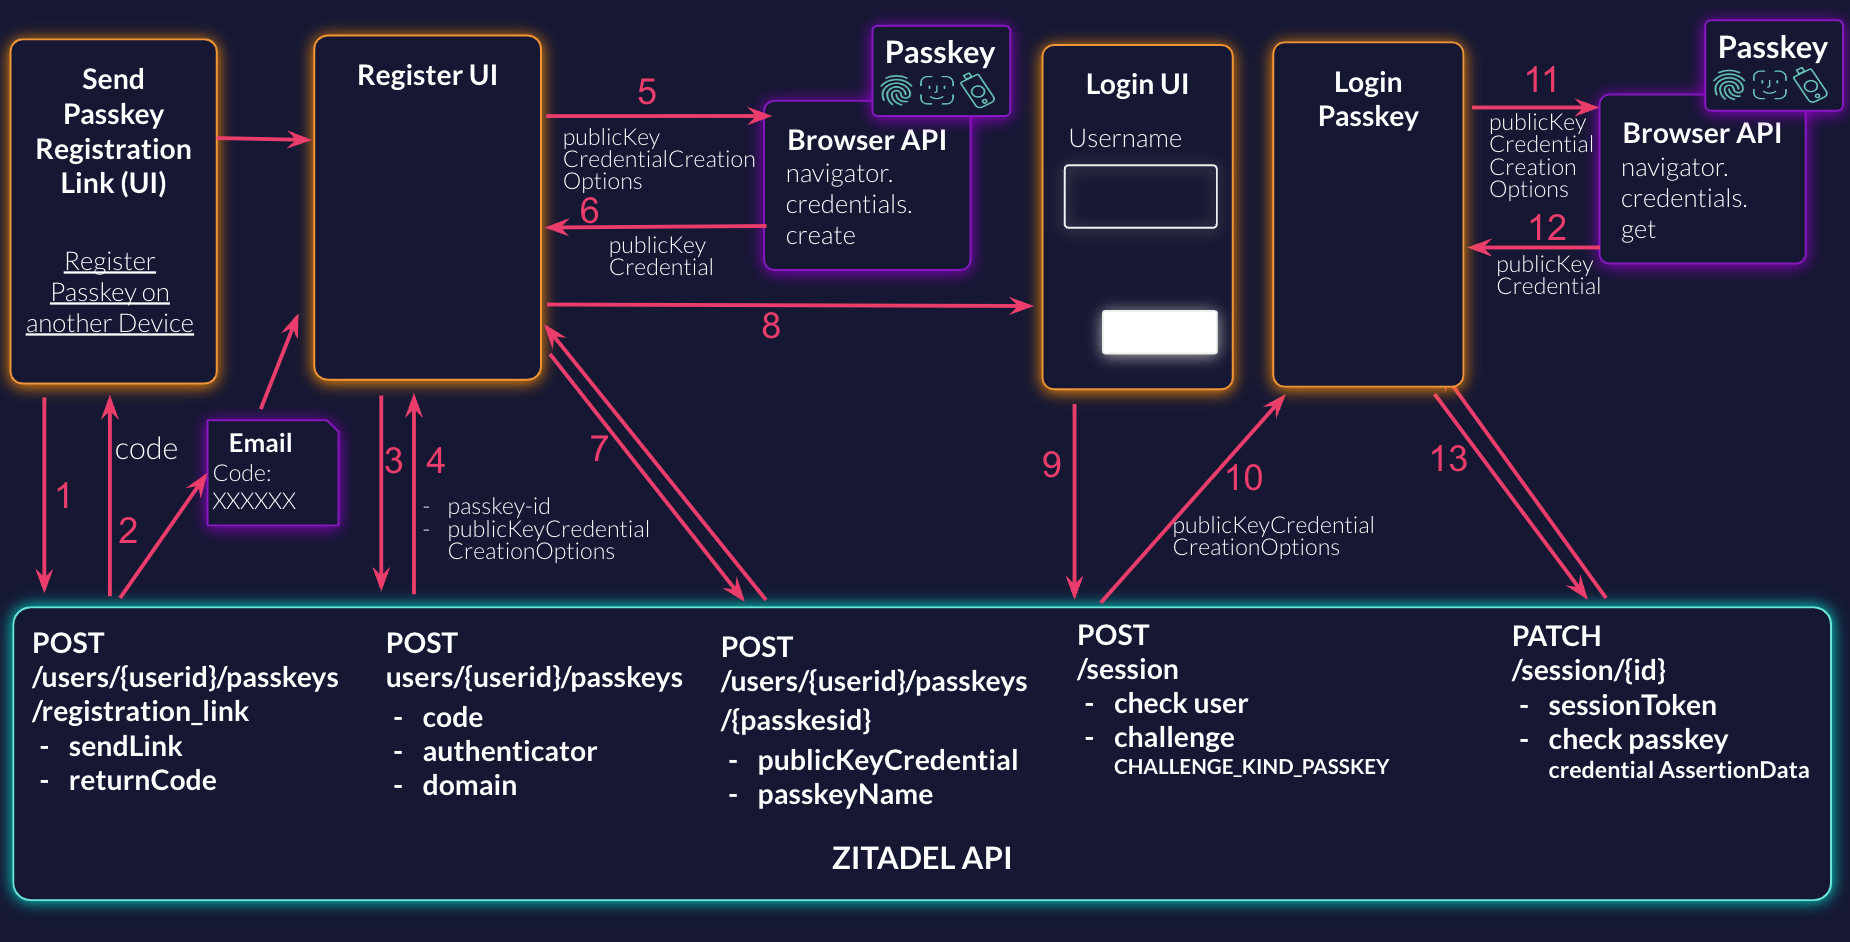 Send
Passkey
Registration
Link (UI)
Register
Passkey on
another Device
Register UI
5
publicKey
CredentialCreation
Options
6
publicKey
Credential
Passkey
Browser API
navigator.
credentials.
create
8
Login UI
Username
Login
Passkey
11
publicKey
Credential
Creation
Options
12
publicKey
Credential
Passkey
Browser API
navigator.
credentials.
get
1
code
2
Email
Code:
XXXXXX
3
4
- passkey-id
- publicKeyCredential
CreationOptions
7
9
10
publicKeyCredential
CreationOptions
13
POST
/users/{userid}/passkeys
/registration_link
- sendLink
- returnCode
POST
users/{userid}/passkeys
- code
- authenticator
- domain
POST
/users/{userid}/passkeys
/{passkesid}
- publicKeyCredential
- passkeyName
POST
/session
- check user
- challenge
CHALLENGE_KIND_PASSKEY
PATCH
/session/{id}
- sessionToken
- check passkey
credential AssertionData
ZITADEL API